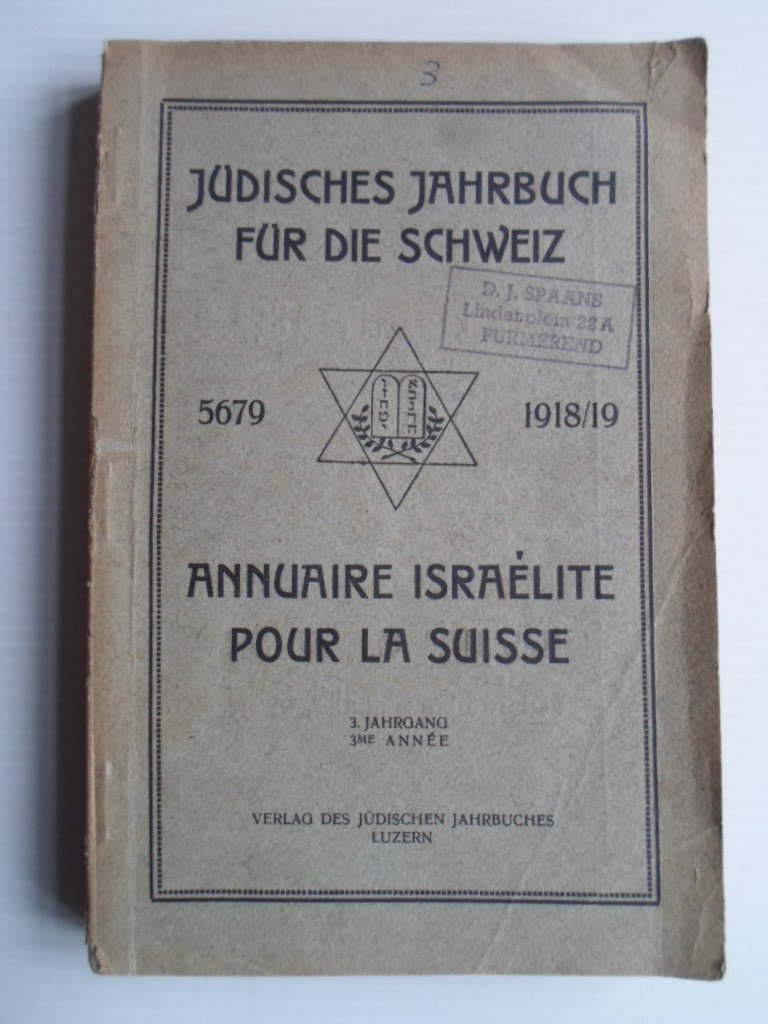 3
JÜDISCHES JAHRBUCH
FÜR DIE SCHWEIZ
D. J. SPAANS
Lindenplein 22 A
PURMEREND
5679
1918/19
ANNUAIRE ISRAÉLITE
POUR LA SUISSE
3. JAHRGANG
3ME ANNÉE
VERLAG DES JÜDISCHEN JAHRBUCHES
LUZERN